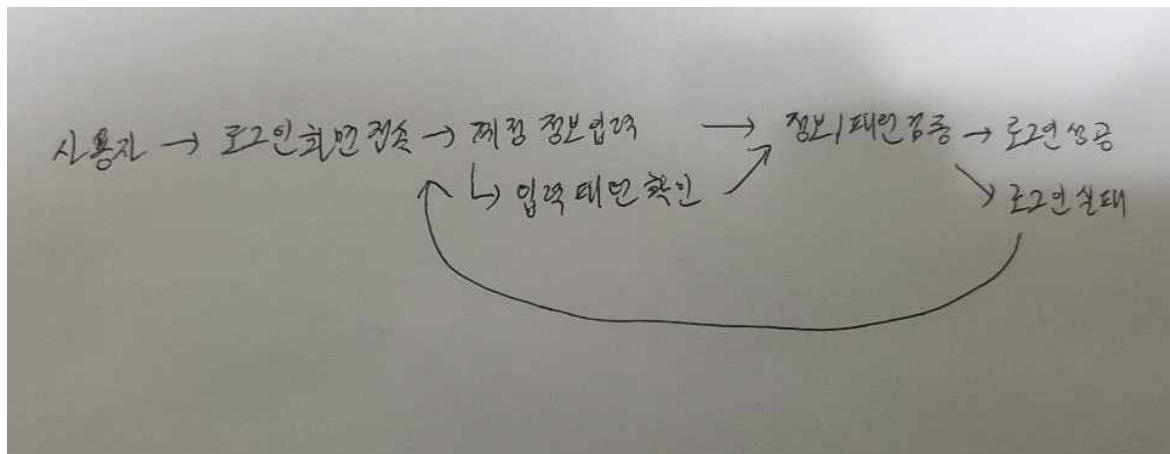 사용자 → 로그인 화면 접속 → 계정 정보 입력 → 정보/패턴 검증 → 로그인 성공
↳ 입력 패턴 확인 ↗ ↘ 로그인 실패